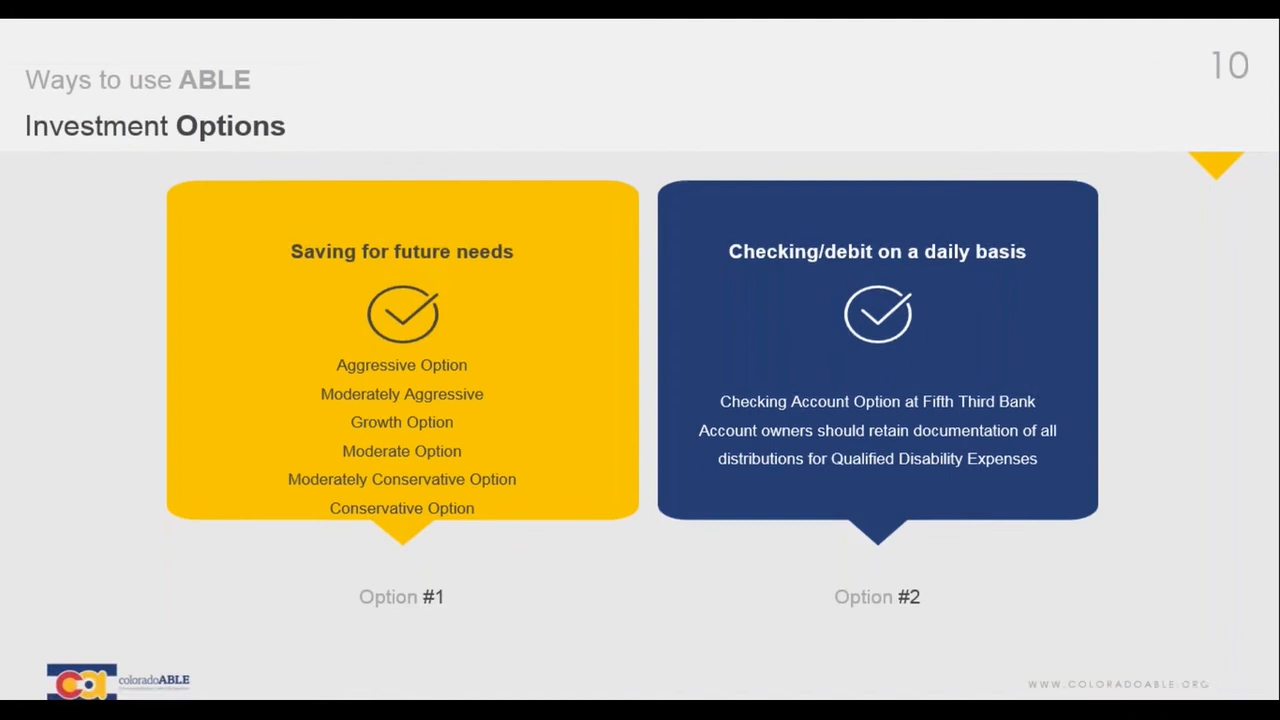 Ways to use ABLE
10
Investment Options
Saving for future needs
Aggressive Option
Moderately Aggressive
Growth Option
Moderate Option
Moderately Conservative Option
Conservative Option
Option #1
Checking/debit on a daily basis
Checking Account Option at Fifth Third Bank
Account owners should retain documentation of all
distributions for Qualified Disability Expenses
Option #2
ca
coloradoABLE
WWW.COLORADOABLE.ORG